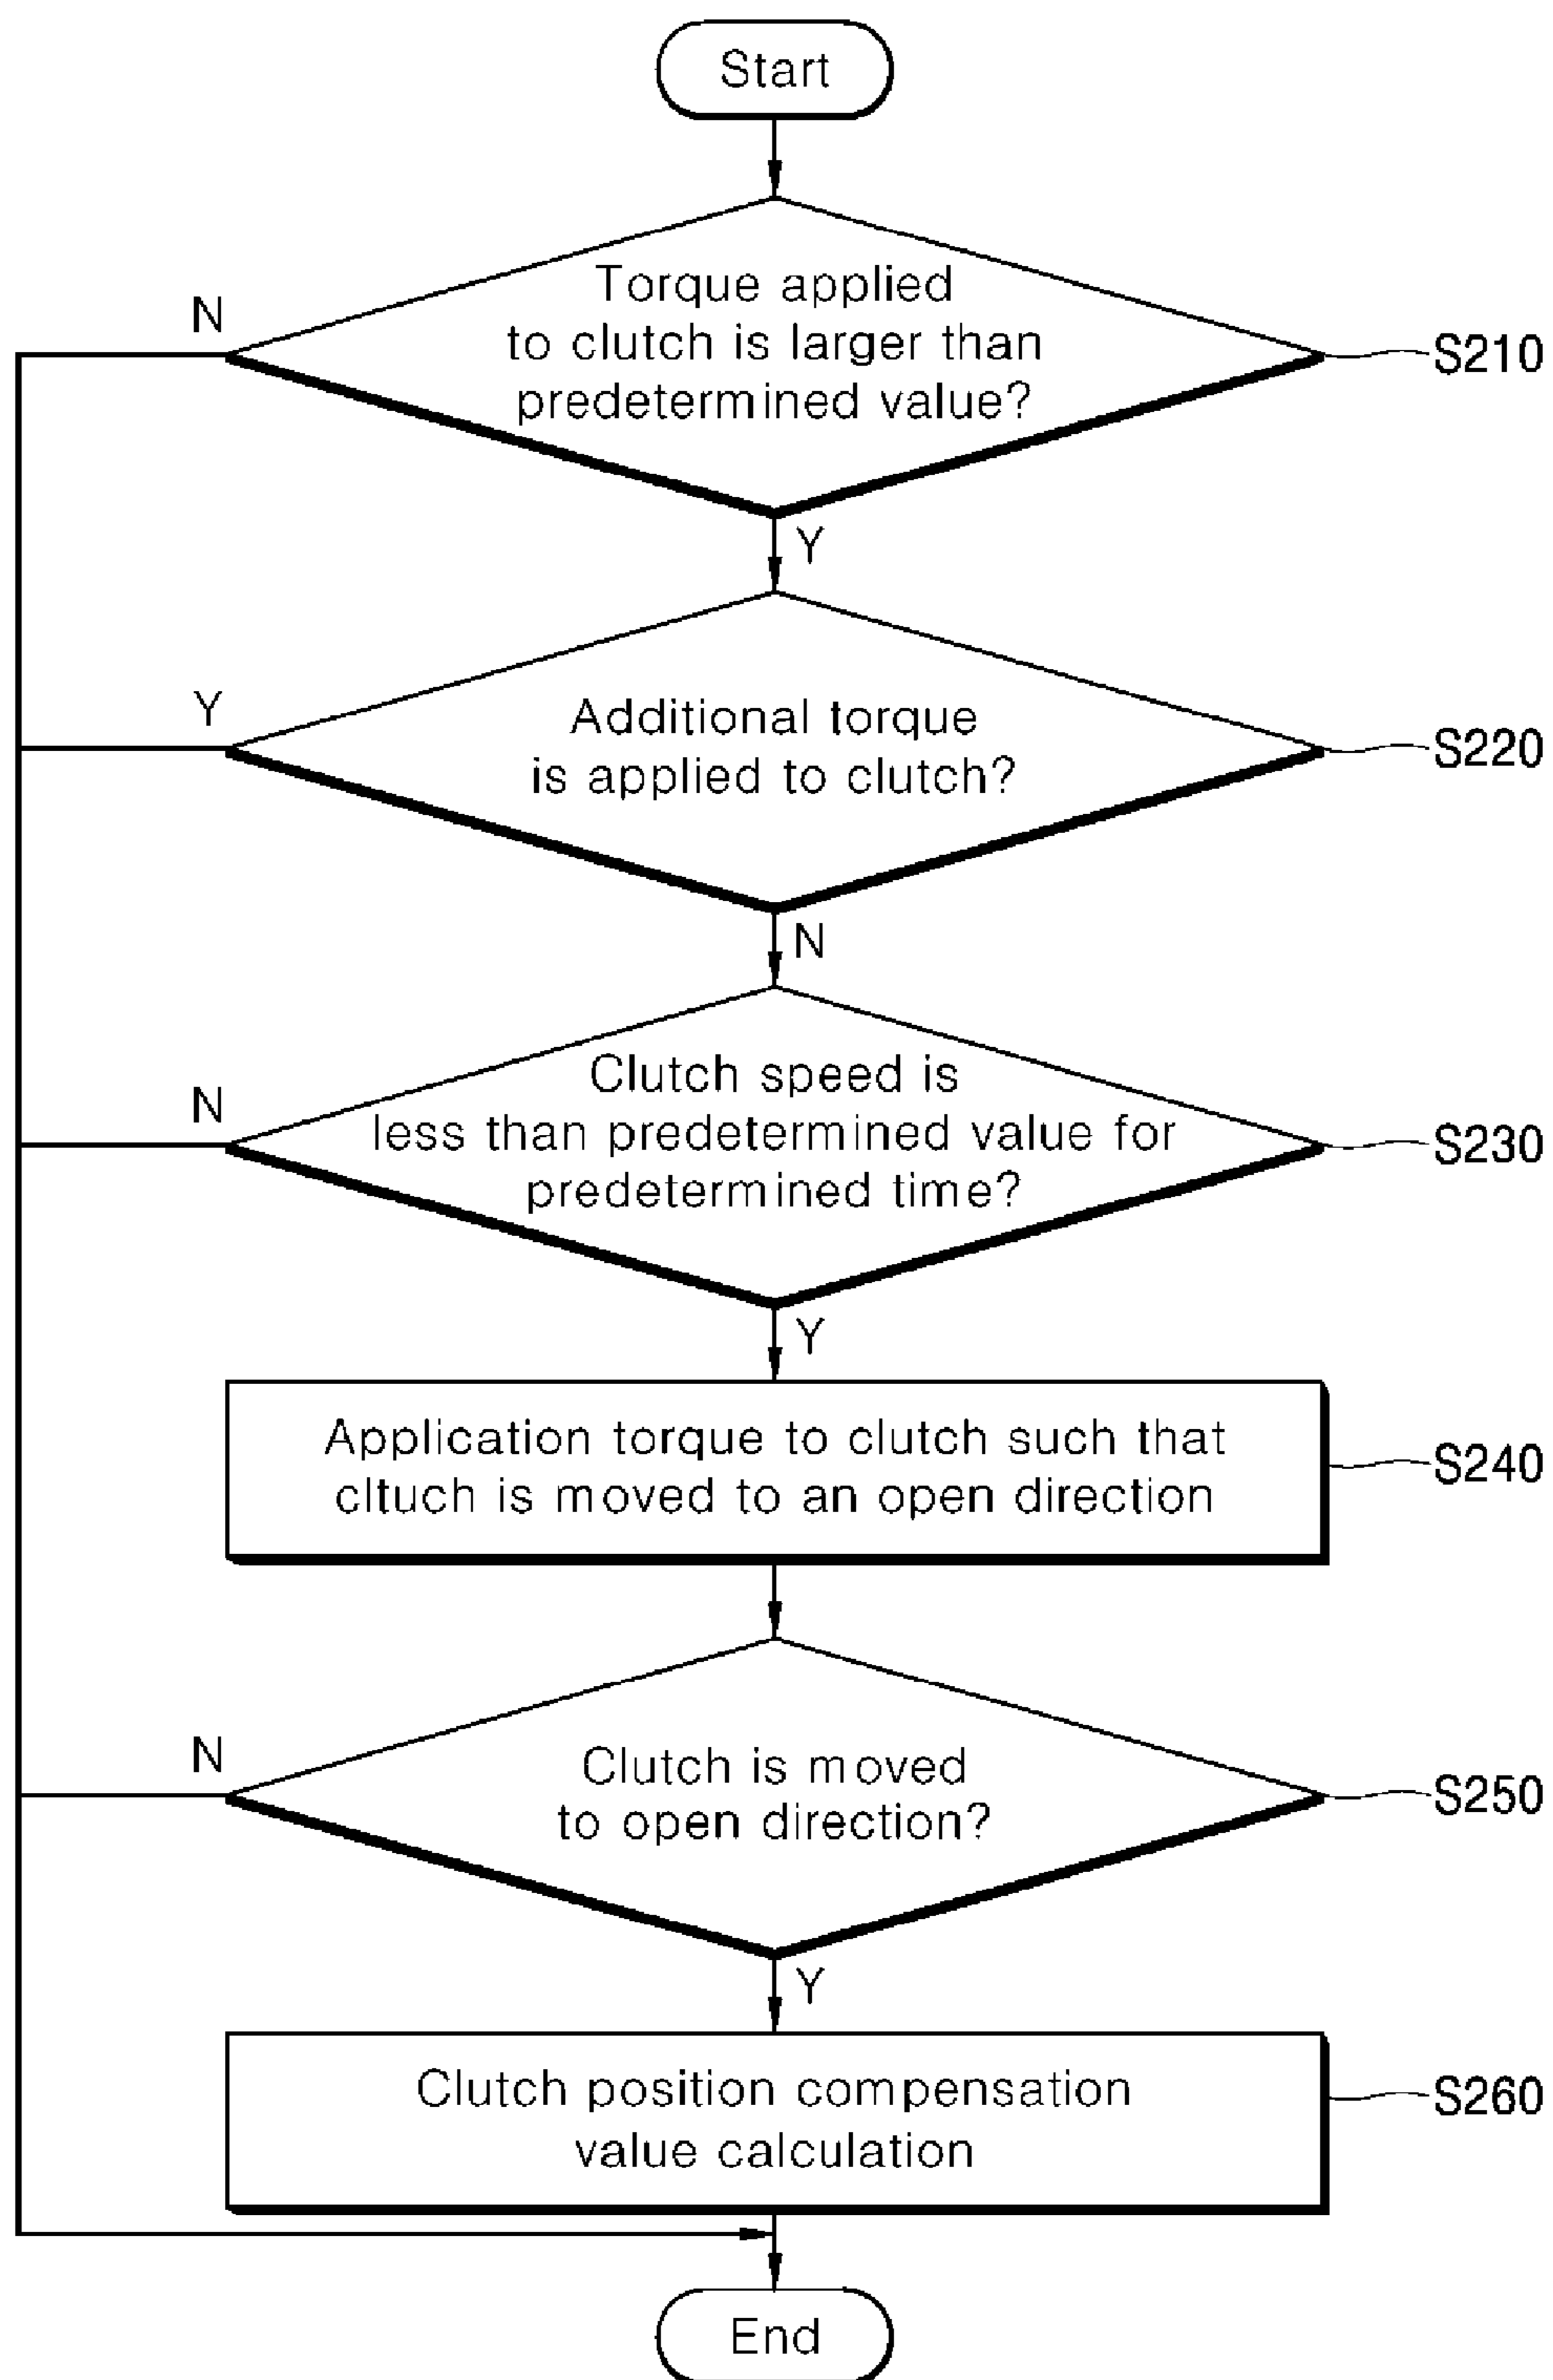 Start
Torque applied
to clutch is larger than
predetermined value?
N
S210
Y
Additional torque
is applied to clutch?
Y
S220
N
Clutch speed is
less than predetermined value for
predetermined time?
N
S230
Y
Application torque to clutch such that
cltuch is moved to an open direction
S240
Clutch is moved
to open direction?
N
S250
Y
Clutch position compensation
value calculation
S260
End